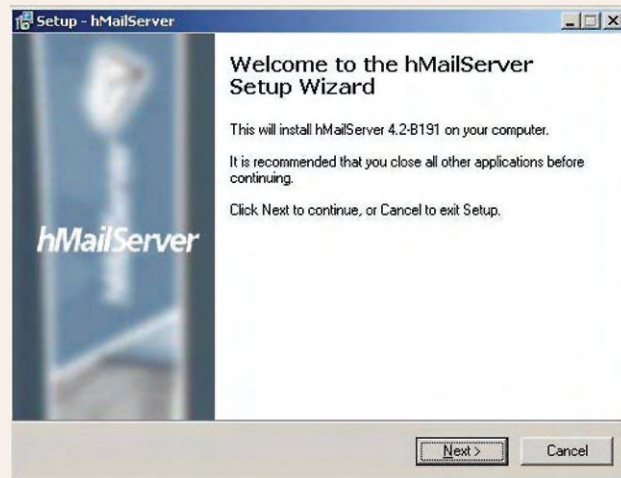 Setup - hMailServer
Welcome to the hMailServer
Setup Wizard
This will install hMailServer 4.2-B191 on your computer.
It is recommended that you close all other applications before
continuing.
Click Next to continue, or Cancel to exit Setup.
hMailServer
Next >
Cancel